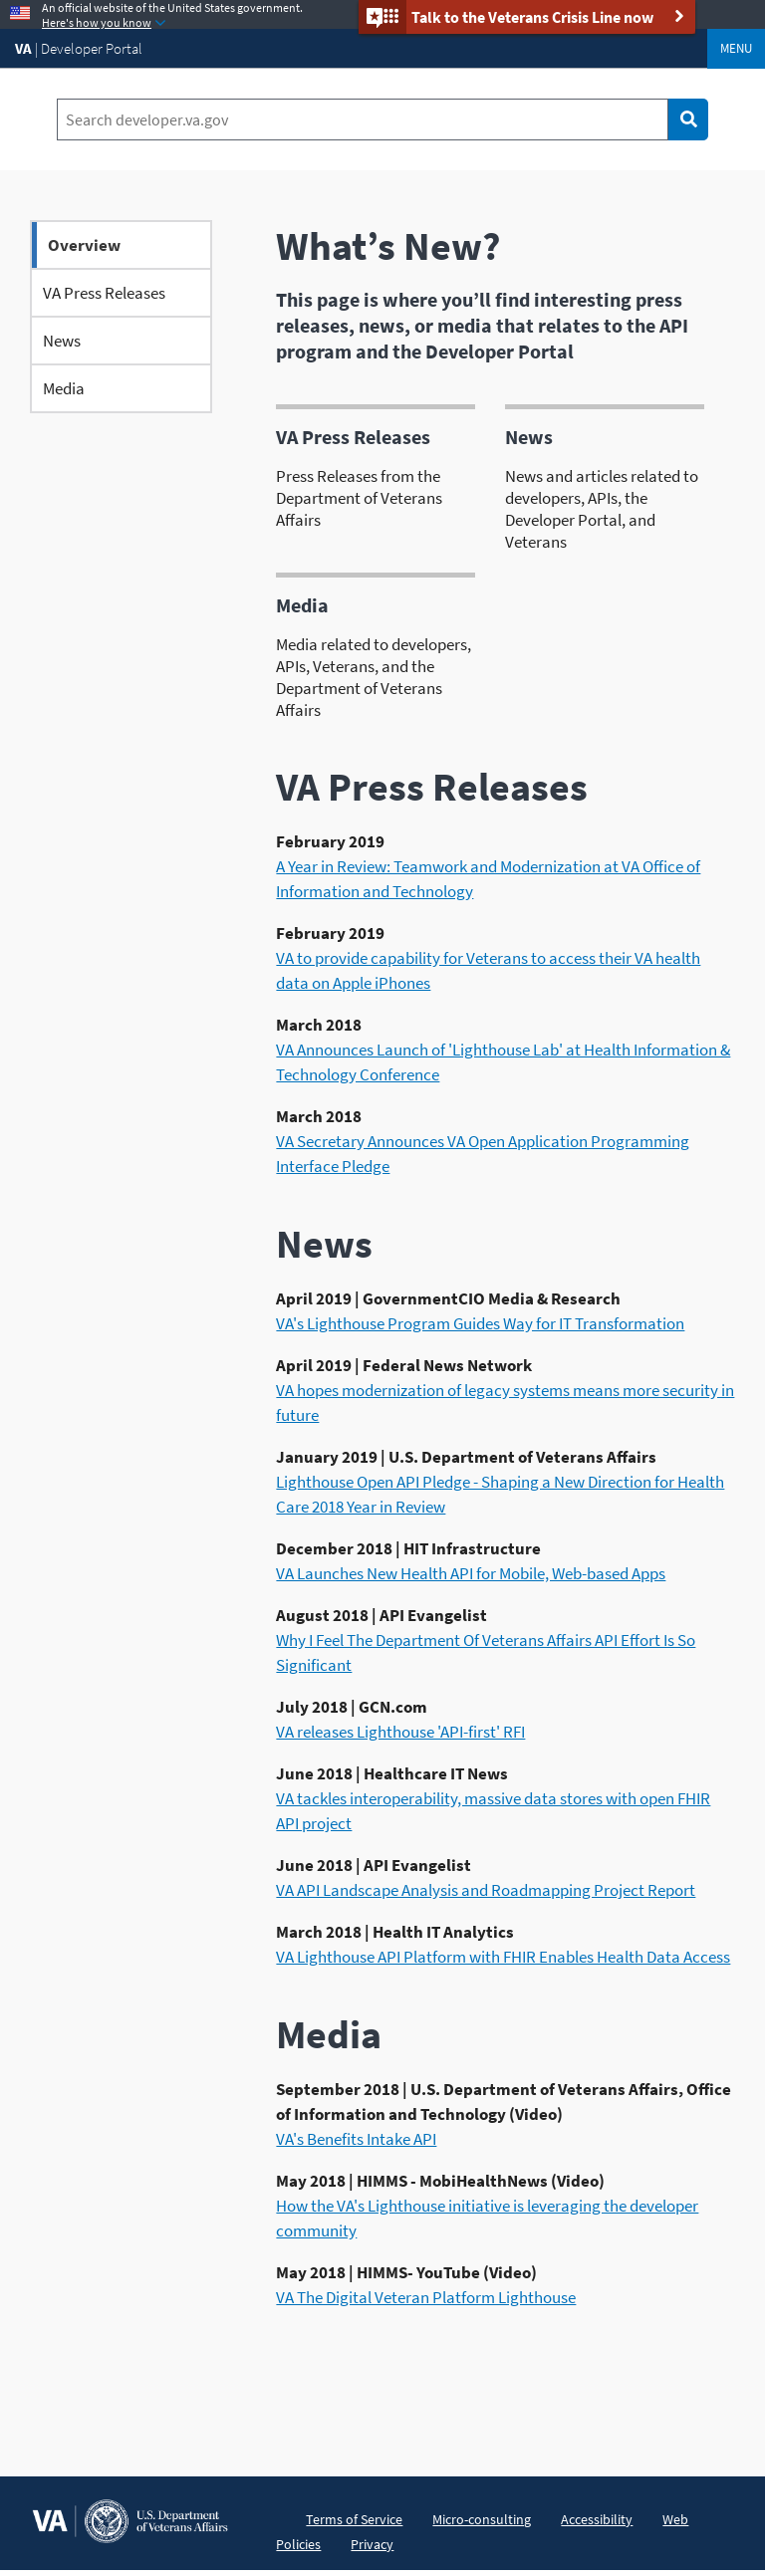 An official website of the United States government.
Here's how you know
Talk to the Veterans Crisis Line now
VA | Developer Portal
MENU
Search developer.va.gov
Overview
VA Press Releases
News
Media
What’s New?
This page is where you’ll find interesting press
releases, news, or media that relates to the API
program and the Developer Portal
VA Press Releases
Press Releases from the
Department of Veterans
Affairs
News
News and articles related to
developers, APIs, the
Developer Portal, and
Veterans
Media
Media related to developers,
APIs, Veterans, and the
Department of Veterans
Affairs
VA Press Releases
February 2019
A Year in Review: Teamwork and Modernization at VA Office of
Information and Technology
February 2019
VA to provide capability for Veterans to access their VA health
data on Apple iPhones
March 2018
VA Announces Launch of 'Lighthouse Lab' at Health Information &
Technology Conference
March 2018
VA Secretary Announces VA Open Application Programming
Interface Pledge
News
April 2019 | GovernmentCIO Media & Research
VA's Lighthouse Program Guides Way for IT Transformation
April 2019 | Federal News Network
VA hopes modernization of legacy systems means more security in
future
January 2019 | U.S. Department of Veterans Affairs
Lighthouse Open API Pledge - Shaping a New Direction for Health
Care 2018 Year in Review
December 2018 | HIT Infrastructure
VA Launches New Health API for Mobile, Web-based Apps
August 2018 | API Evangelist
Why I Feel The Department Of Veterans Affairs API Effort Is So
Significant
July 2018 | GCN.com
VA releases Lighthouse 'API-first' RFI
June 2018 | Healthcare IT News
VA tackles interoperability, massive data stores with open FHIR
API project
June 2018 | API Evangelist
VA API Landscape Analysis and Roadmapping Project Report
March 2018 | Health IT Analytics
VA Lighthouse API Platform with FHIR Enables Health Data Access
Media
September 2018 | U.S. Department of Veterans Affairs, Office
of Information and Technology (Video)
VA's Benefits Intake API
May 2018 | HIMMS - MobiHealthNews (Video)
How the VA's Lighthouse initiative is leveraging the developer
community
May 2018 | HIMMS- YouTube (Video)
VA The Digital Veteran Platform Lighthouse
VA
U.S. Department
of Veterans Affairs
Terms of Service Micro-consulting Accessibility Web
Policies Privacy